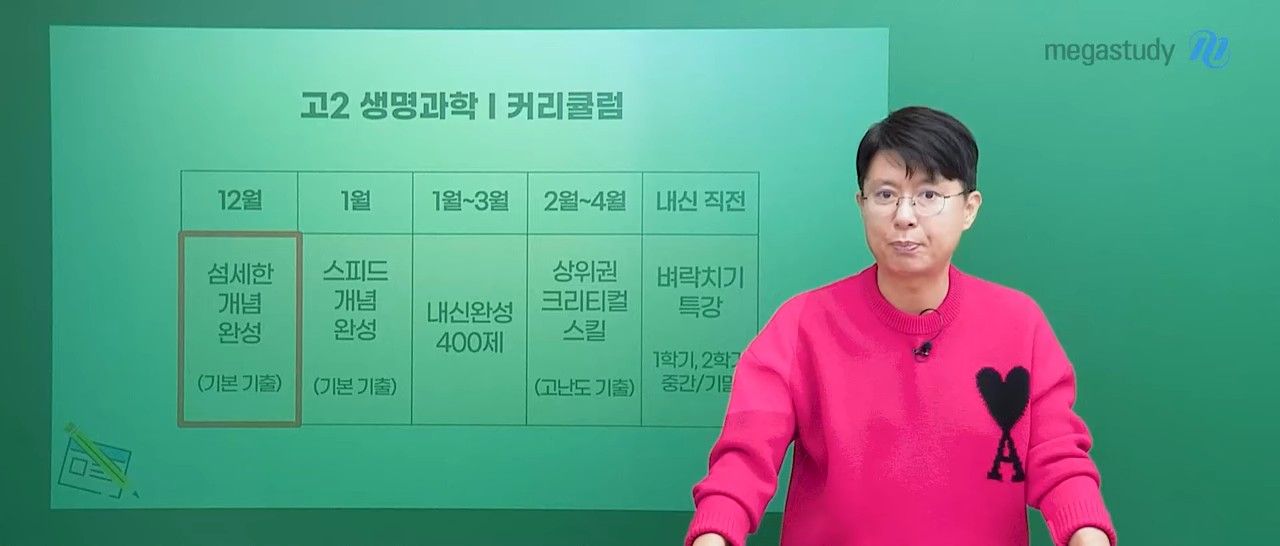 megastudy
고2 생명과학 I 커리큘럼
12월
1월
1월~3월
2월~4월
내신 직전
섬세한
개념
완성
(기본 기출)
스피드
개념
완성
(기본 기출)
내신완성
400제
상위권
크리티컬
스킬
(고난도 기출)
벼락치기
특강
1학기, 2학기
중간/기말
A